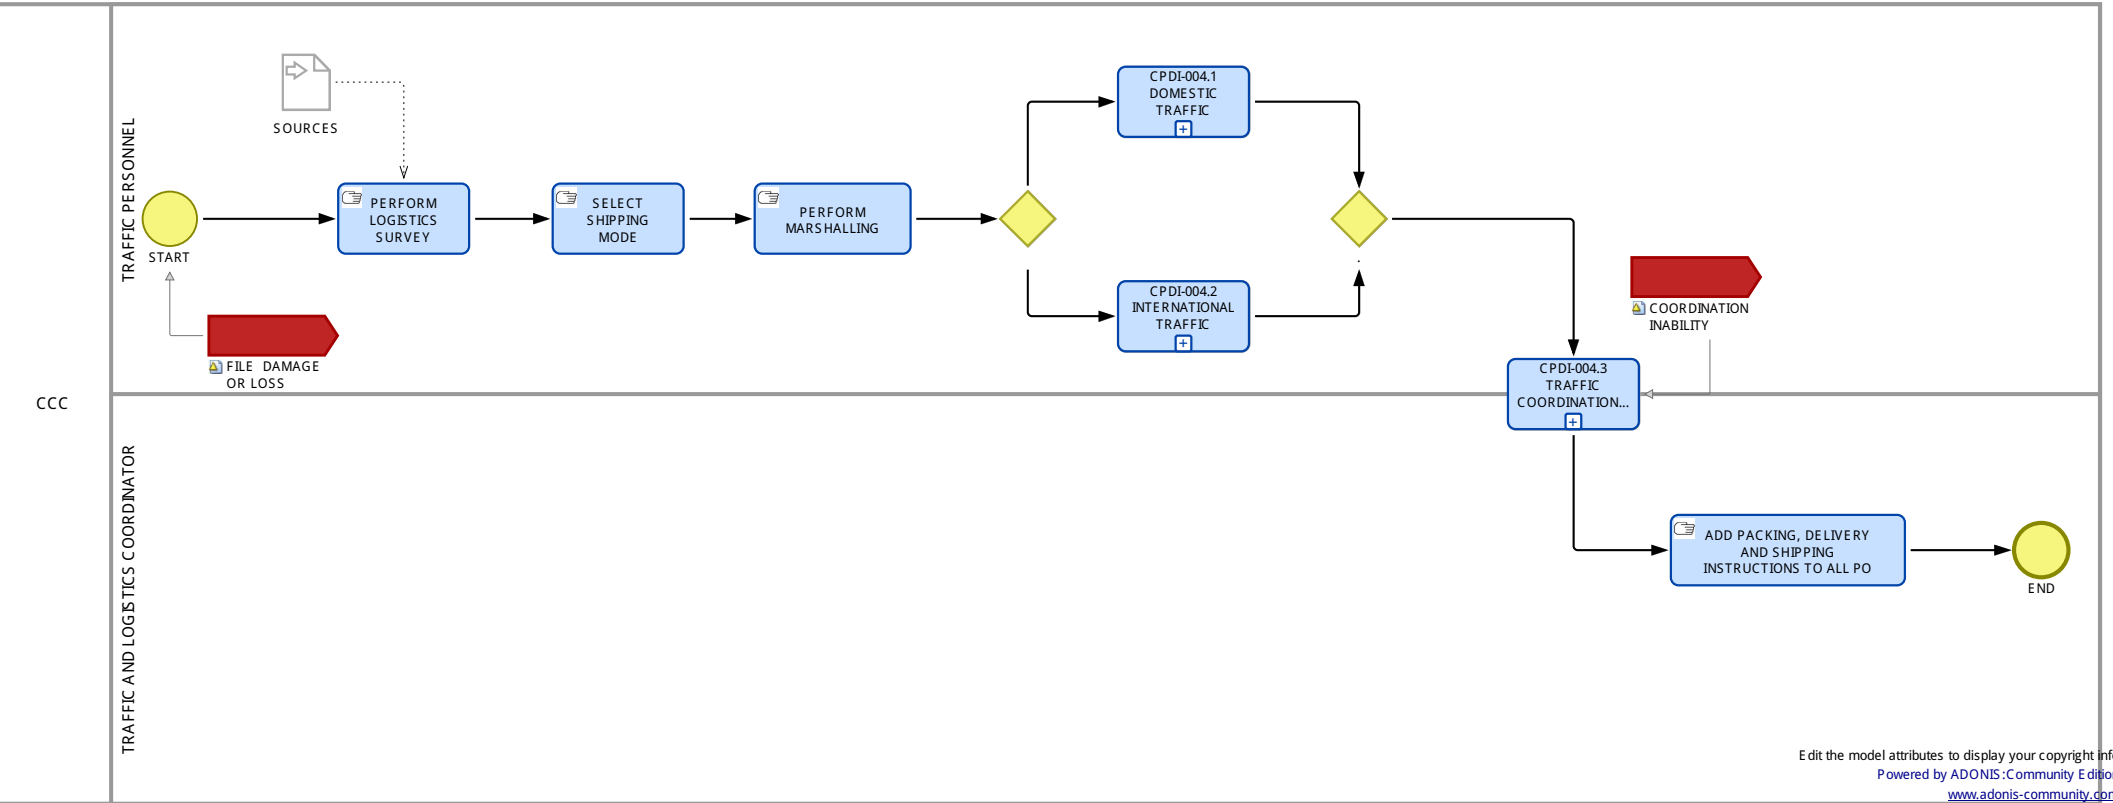 CCC
TRAFFIC PERSONNEL
SOURCES
START
FILE DAMAGE
OR LOSS
PERFORM
LOGISTICS
SURVEY
SELECT
SHIPPING
MODE
PERFORM
MARSHALLING
CPDI-004.1
DOMESTIC
TRAFFIC
CPDI-004.2
INTERNATIONAL
TRAFFIC
COORDINATION
INABILITY
CPDI-004.3
TRAFFIC
COORDINATION...
TRAFFIC AND LOGISTICS COORDINATOR
ADD PACKING, DELIVERY
AND SHIPPING
INSTRUCTIONS TO ALL PO
END
Edit the model attributes to display your copyright inf
Powered by ADONIS:Community Editio
www.adonis-community.co